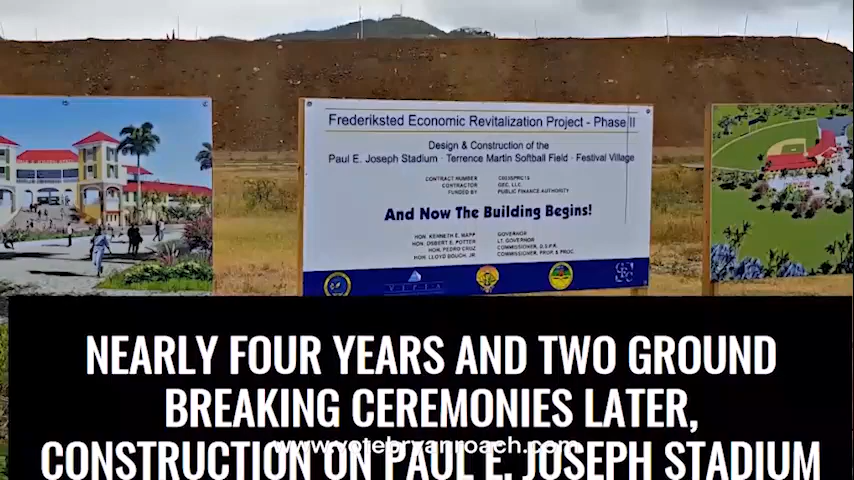 Frederiksted Economic Revitalization Project - Phase II
Design & Construction of the
Paul E. Joseph Stadium · Terrence Martin Softball Field · Festival Village
CONTRACT NUMBER
CONTRACTOR GEC, LLC.
FUNDED BY PUBLIC FINANCE AUTHORITY
And Now The Building Begins!
HON. KENNETH E. MAPP GOVERNOR
HON. OSBERT E. POTTER LT. GOVERNOR
HON. PEDRO CRUZ COMMISSIONER, D.S.P.R.
HON. LLOYD BOUGH, JR. COMMISSIONER, PROP. & PROC
NEARLY FOUR YEARS AND TWO GROUND
BREAKING CEREMONIES LATER,
www.votebryanroach.com
CONSTRUCTION ON PAUL E. JOSEPH STADIUM